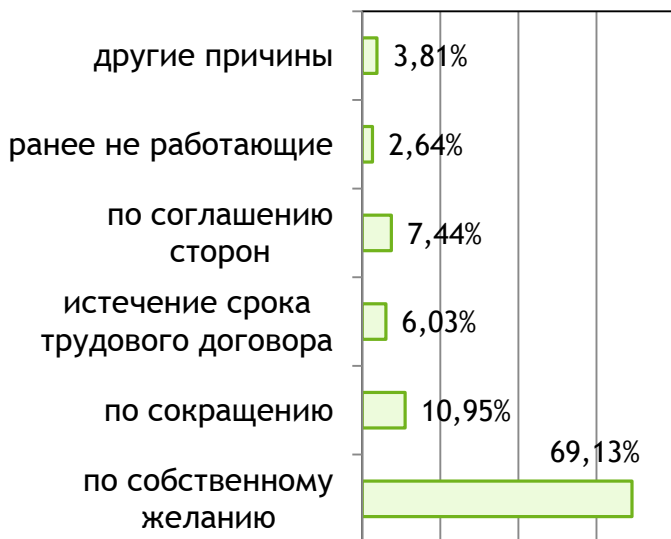 другие причины
3,81%
ранее не работающие
2,64%
по соглашению
сторон
7,44%
истечение срока
трудового договора
6,03%
по сокращению
10,95%
69,13%
по собственному
желанию